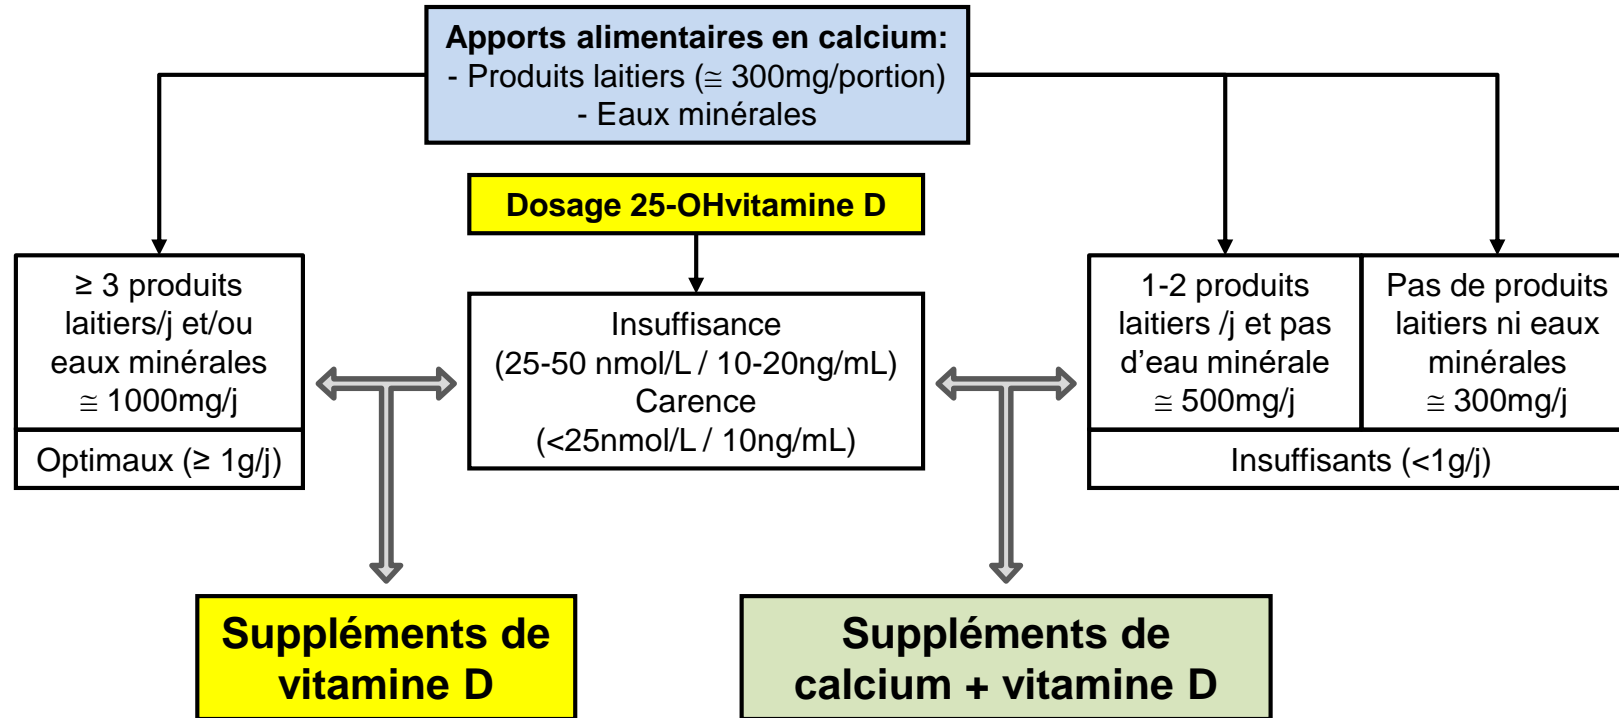 Apports alimentaires en calcium:
- Produits laitiers (≅ 300mg/portion)
- Eaux minérales
Dosage 25-OHvitamine D
≥ 3 produits
laitiers/j et/ou
eaux minérales
≅ 1000mg/j
Optimaux (≥ 1g/j)
Insuffisance
(25-50 nmol/L / 10-20ng/mL)
Carence
(<25nmol/L / 10ng/mL)
1-2 produits
laitiers /j et pas
d’eau minérale
≅ 500mg/j
Pas de produits
laitiers ni eaux
minérales
≅ 300mg/j
Insuffisants (<1g/j)
Suppléments de
vitamine D
Suppléments de
calcium + vitamine D